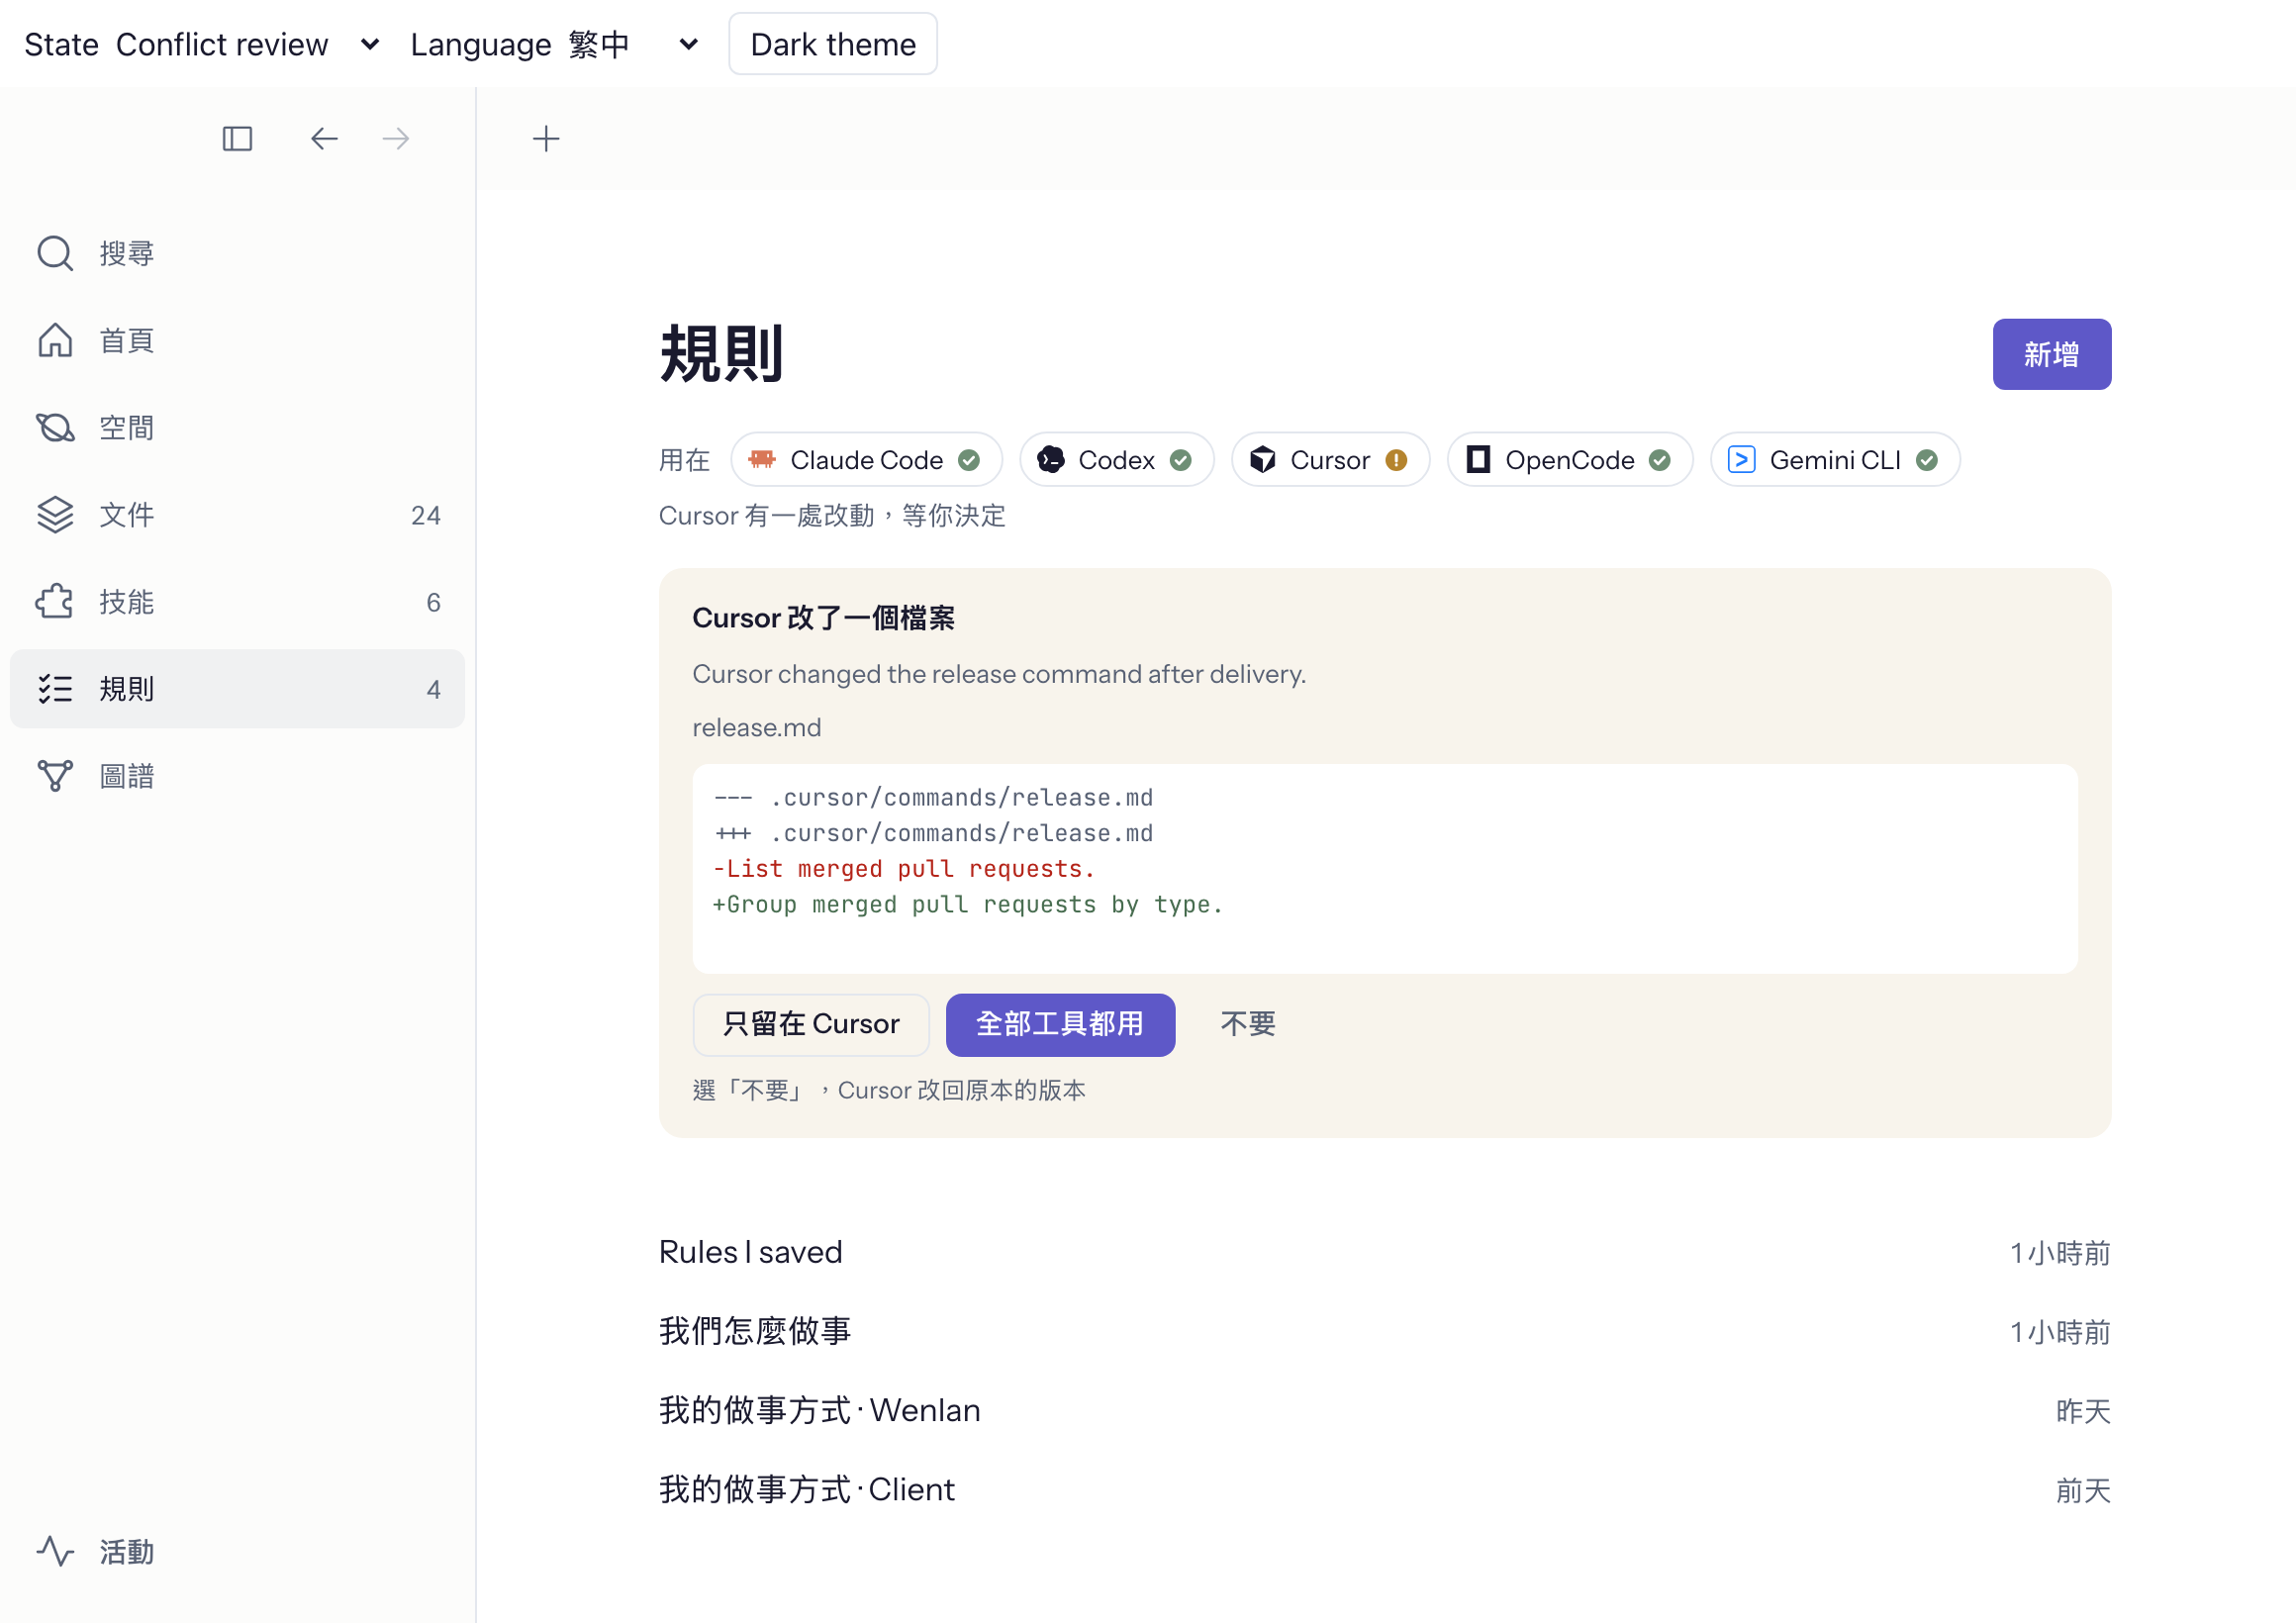 State Conflict review Language 繁中 Dark theme
搜尋
首頁
空間
文件 24
技能 6
規則 4
圖譜
活動
規則
新增
用在 Claude Code Codex Cursor OpenCode Gemini CLI
Cursor 有一處改動，等你決定
Cursor 改了一個檔案
Cursor changed the release command after delivery.
release.md
--- .cursor/commands/release.md
+++ .cursor/commands/release.md
-List merged pull requests.
+Group merged pull requests by type.
只留在 Cursor 全部工具都用 不要
選「不要」，Cursor 改回原本的版本
Rules I saved 1 小時前
我們怎麼做事 1 小時前
我的做事方式 · Wenlan 昨天
我的做事方式 · Client 前天